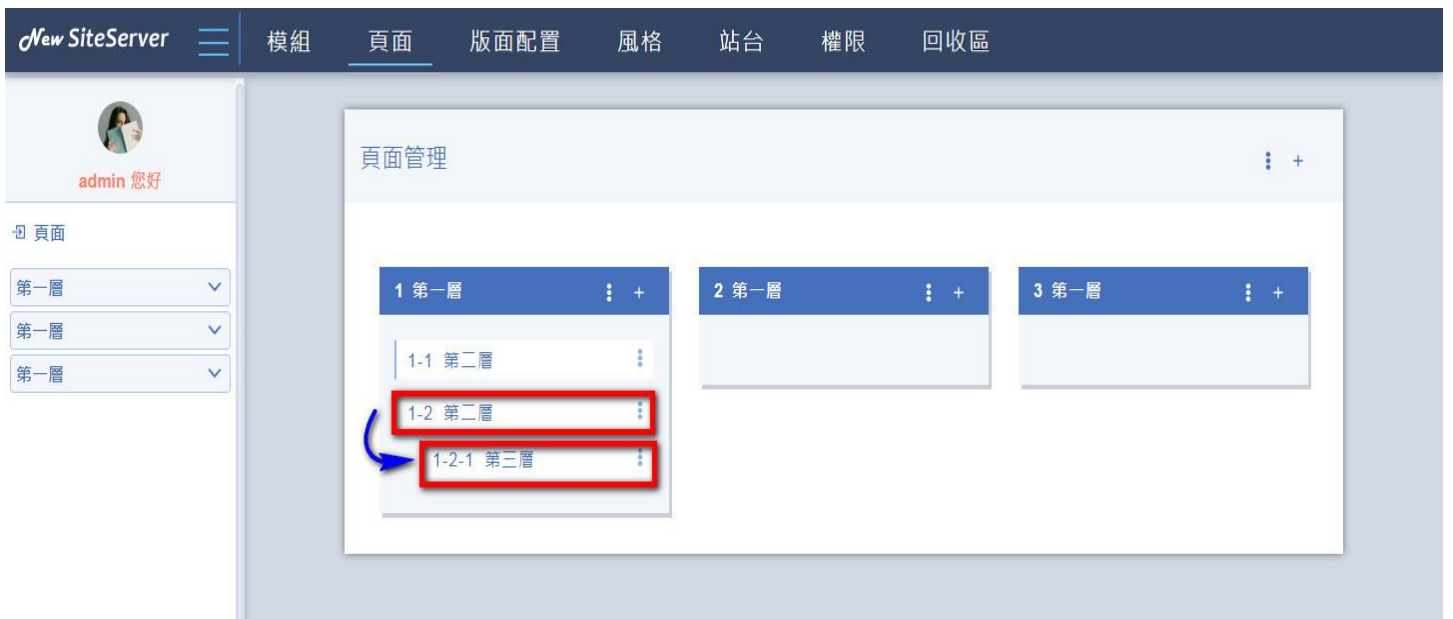 New SiteServer 模組 頁面 版面配置 風格 站台 權限 回收區
admin 您好
頁面
第一層
第一層
第一層
頁面管理 +
1 第一層 +
1-1 第二層
1-2 第二層
1-2-1 第三層
2 第一層 +
3 第一層 +